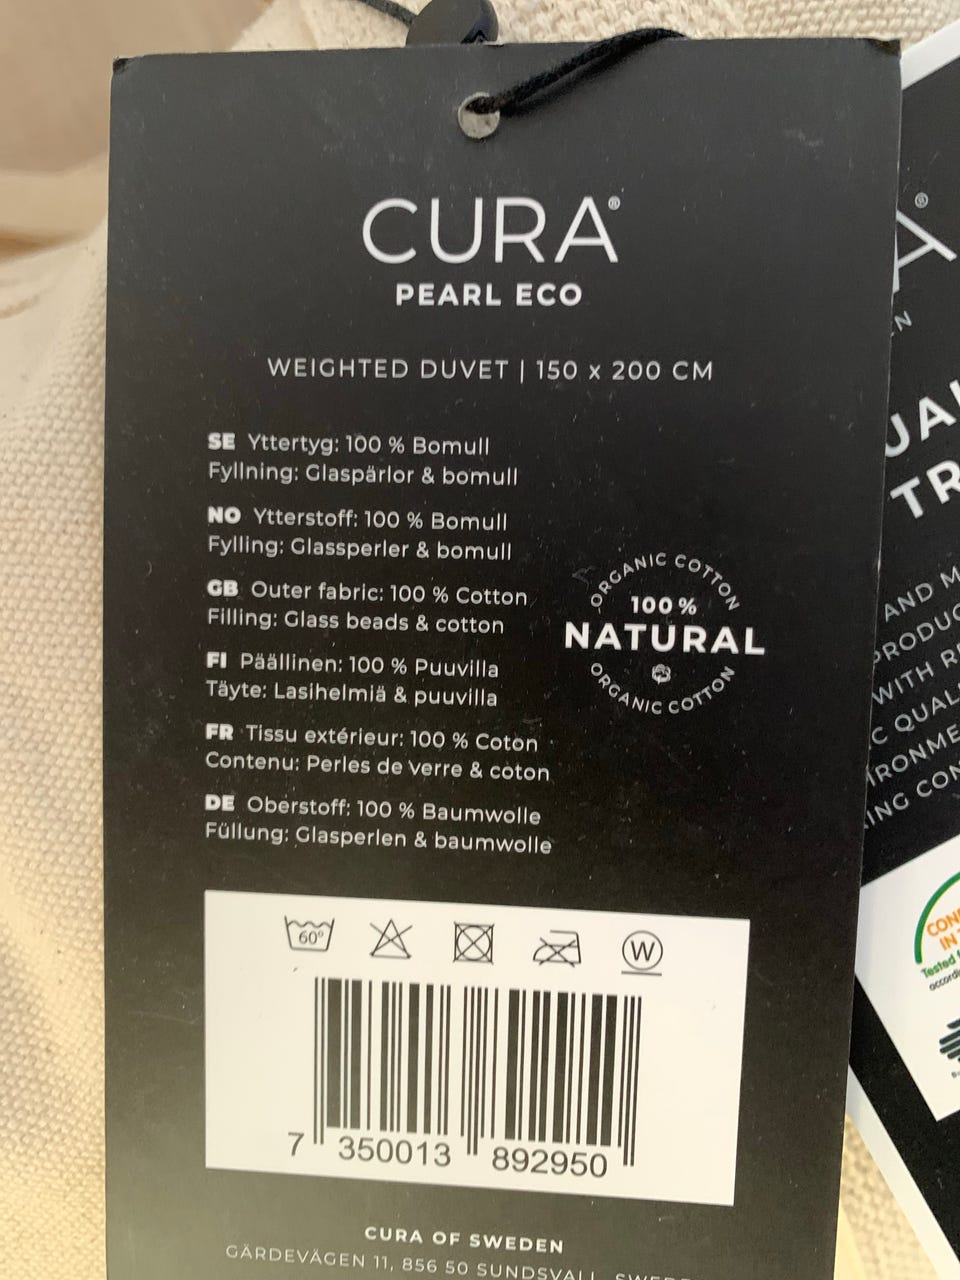 CURA®
PEARL ECO
WEIGHTED DUVET | 150 x 200 CM
SE Yttertyg: 100 % Bomull
Fyllning: Glaspärlor & bomull
NO Ytterstoff: 100 % Bomull
Fylling: Glassperler & bomull
GB Outer fabric: 100 % Cotton
Filling: Glass beads & cotton
FI Päällinen: 100 % Puuvilla
Täyte: Lasihelmiä & puuvilla
FR Tissu extérieur: 100 % Coton
Contenu: Perles de Verre & coton
DE Oberstoff: 100 % Baumwolle
Füllung: Glasperlen & baumwolle
ORGANIC COTTON
100 %
NATURAL
ORGANIC COTTON
60°
W
7 350013 892950
CURA OF SWEDEN
GÄRDEVÄGEN 11, 856 50 SUNDSVALL
A®
AND
WITH
Tested